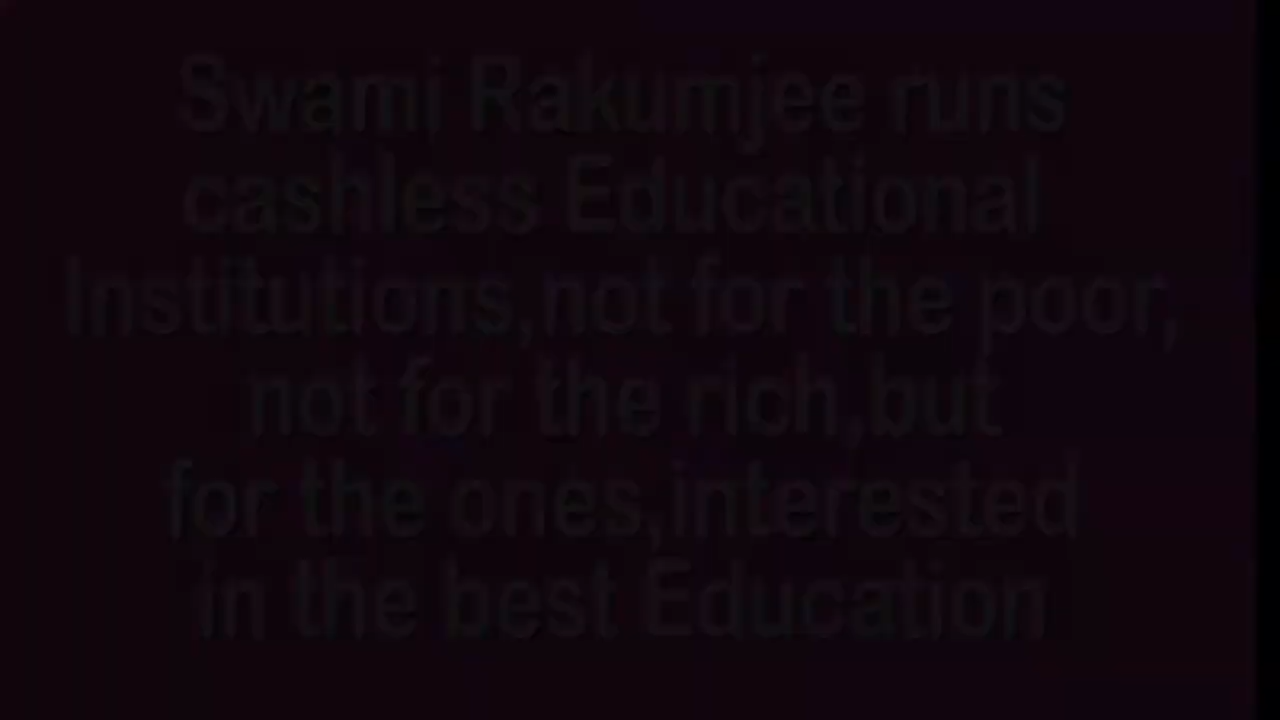 Swami Rakumjee runs
cashless Educational
Institutions,not for the poor,
not for the rich,but
for the ones,interested
in the best Education